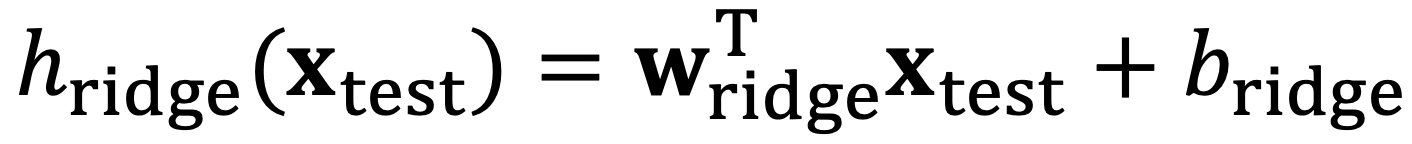 h_ridge(𝐱_test) = 𝐰_ridge^T 𝐱_test + b_ridge